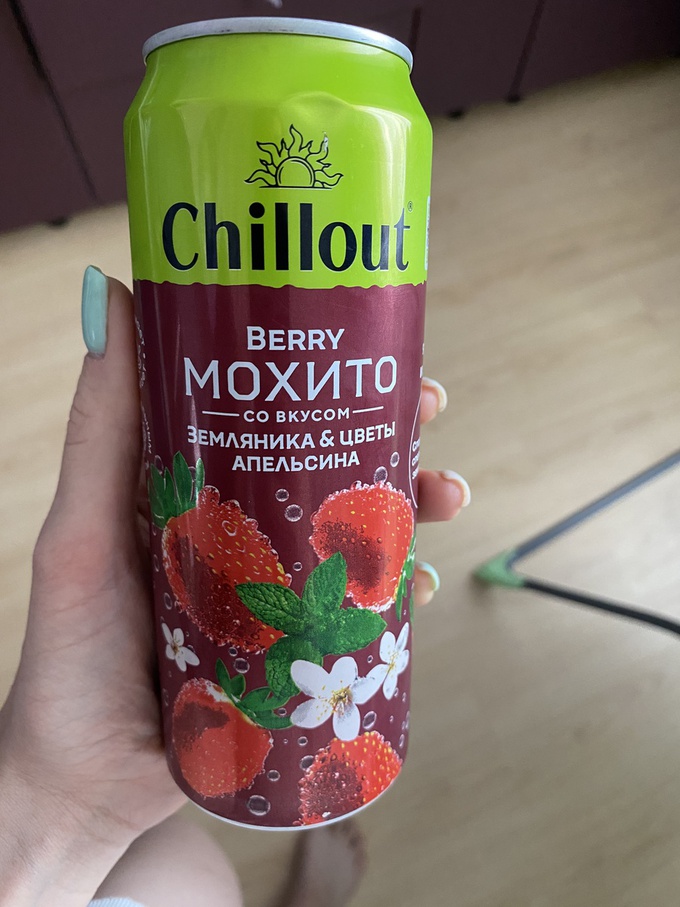 Chillout
BERRY
МОХИТО
СО ВКУСОМ
ЗЕМЛЯНИКА & ЦВЕТЫ
АПЕЛЬСИНА